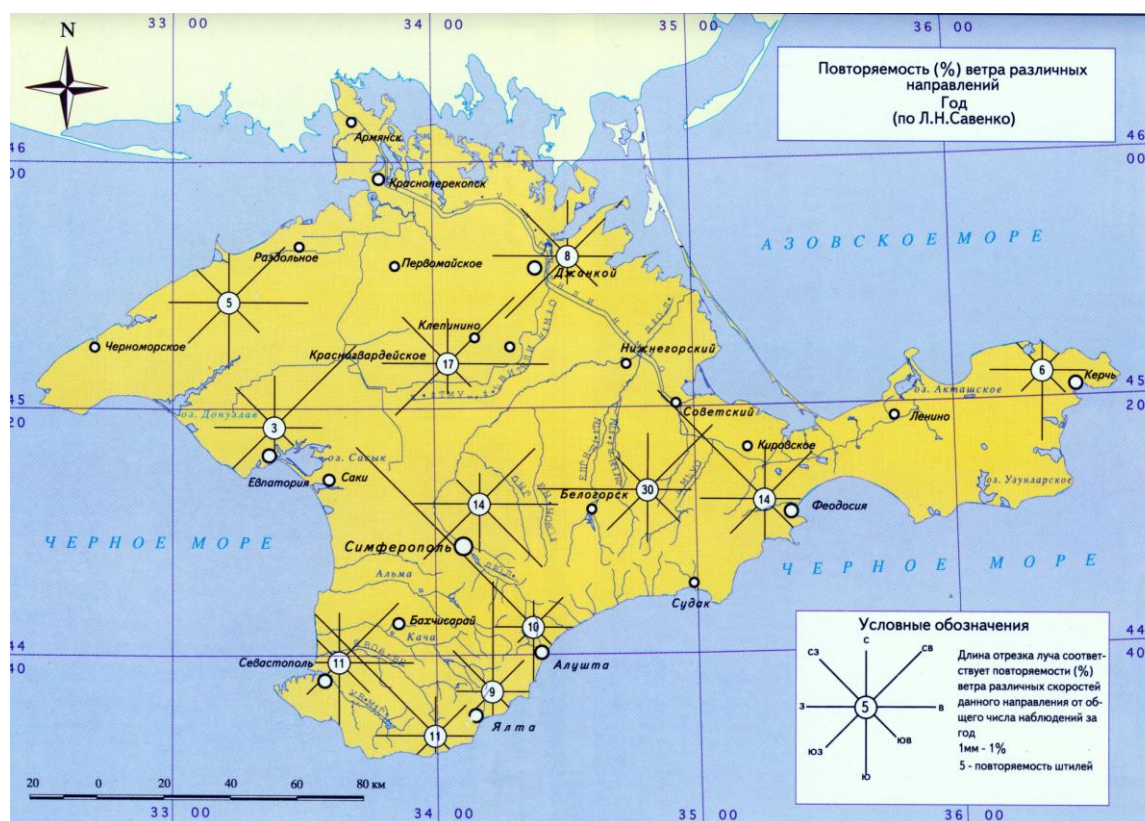 33 00
34 00
35 00
36 00
N
Повторяемость (%) ветра различных
направлений
Год
(по Л.Н.Савенко)
Армянск
46
00
46
00
Красноперекопск
АЗОВСКОЕ МОРЕ
Раздольное
Первомайское
8
Джанкой
5
Клепинино
Черноморское
Красногвардейское
17
Нижнегорский
6
Керчь
оз. Акташское
45
20
45
20
оз. Донузлав
Советский
Ленино
3
Кировское
оз. Сасык
Евпатория
Саки
14
Белогорск
30
14
Феодосия
оз. Узунларское
ЧЕРНОЕ МОРЕ
Симферополь
ЧЕРНОЕ МОРЕ
Альма
Судак
Бахчисарай
Кача
10
44
40
44
40
Севастополь
11
Алушта
9
Ялта
11
Условные обозначения
С
СЗ
СВ
З
5
В
ЮЗ
ЮВ
Ю
Длина отрезка луча соответ-
ствует повторяемости (%)
ветра различных скоростей
данного направления от об-
щего числа наблюдений за
год
1мм - 1%
5 - повторяемость штилей
20 0 20 40 60 80 км
33 00
34 00
35 00
36 00